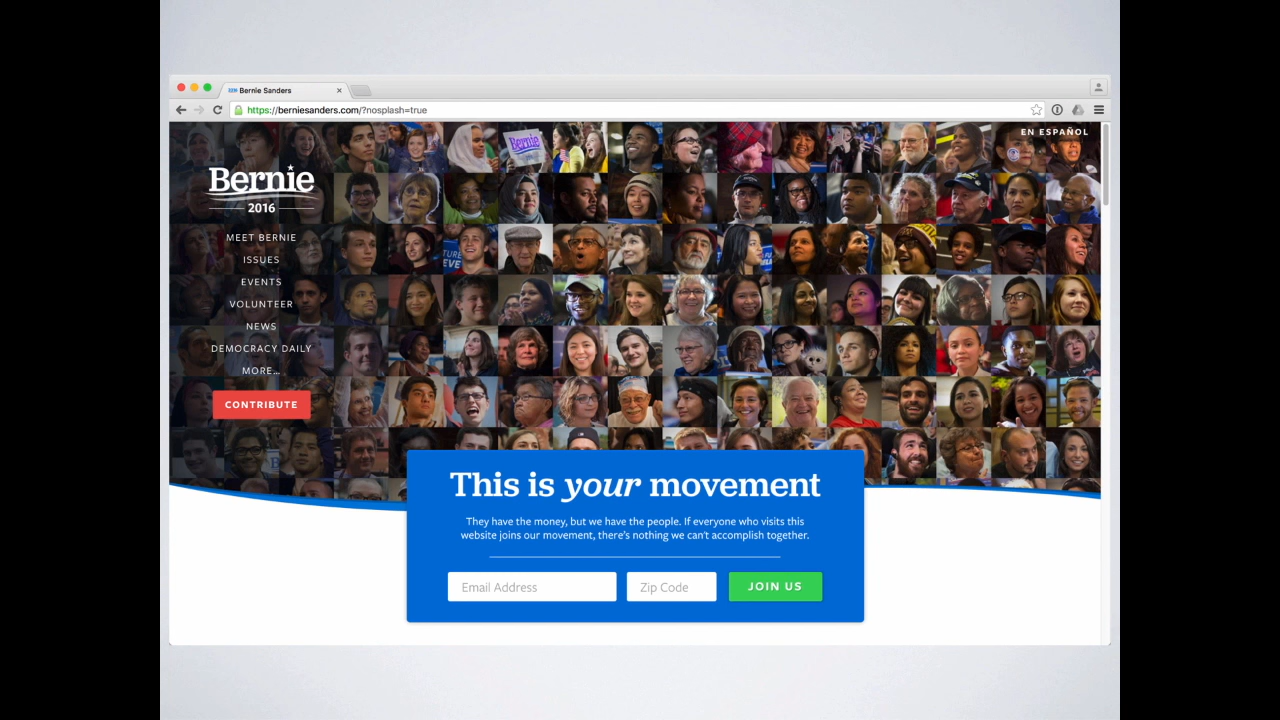 Bernie Sanders
https://berniesanders.com/?nosplash=true
EN ESPAÑOL
Bernie
Bernie
2016
MEET BERNIE
ISSUES
EVENTS
VOLUNTEER
NEWS
DEMOCRACY DAILY
MORE...
CONTRIBUTE
This is your movement
They have the money, but we have the people. If everyone who visits this
website joins our movement, there's nothing we can't accomplish together.
Email Address
Zip Code
JOIN US